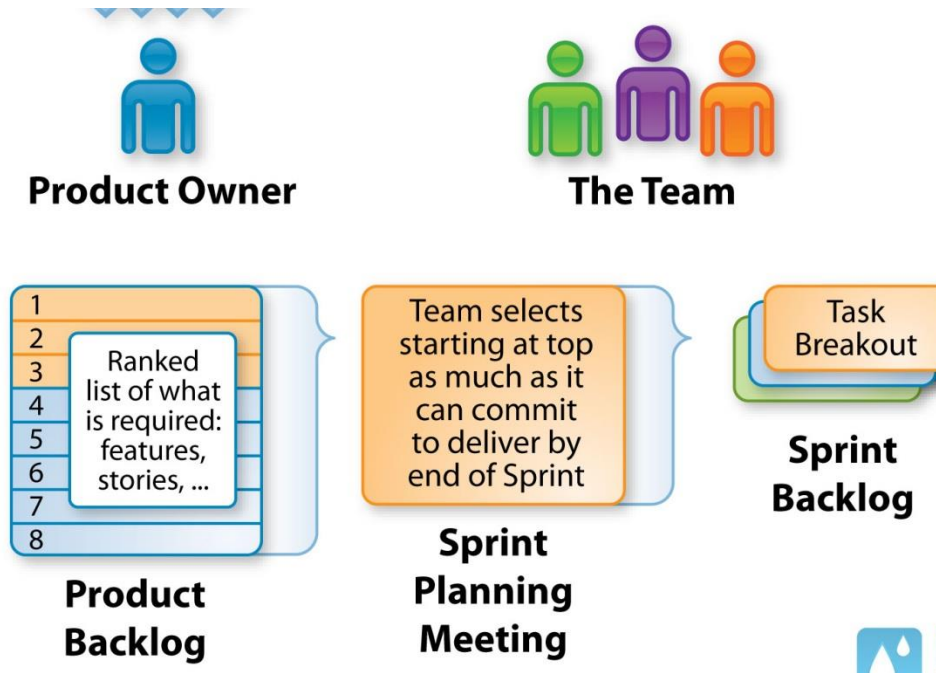 Product Owner
The Team
1
2
3
4
5
6
7
8
Ranked
list of what
is required:
features,
stories, ...
Product
Backlog
Team selects
starting at top
as much as it
can commit
to deliver by
end of Sprint
Sprint
Planning
Meeting
Task
Breakout
Sprint
Backlog